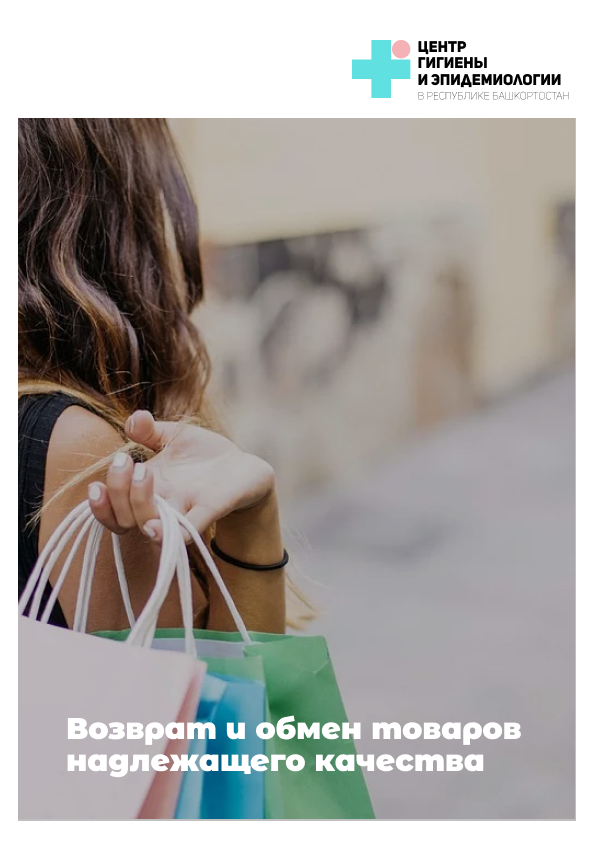 ЦЕНТР
ГИГИЕНЫ
И ЭПИДЕМИОЛОГИИ
В РЕСПУБЛИКЕ БАШКОРТОСТАН
Возврат и обмен товаров
надлежащего качества